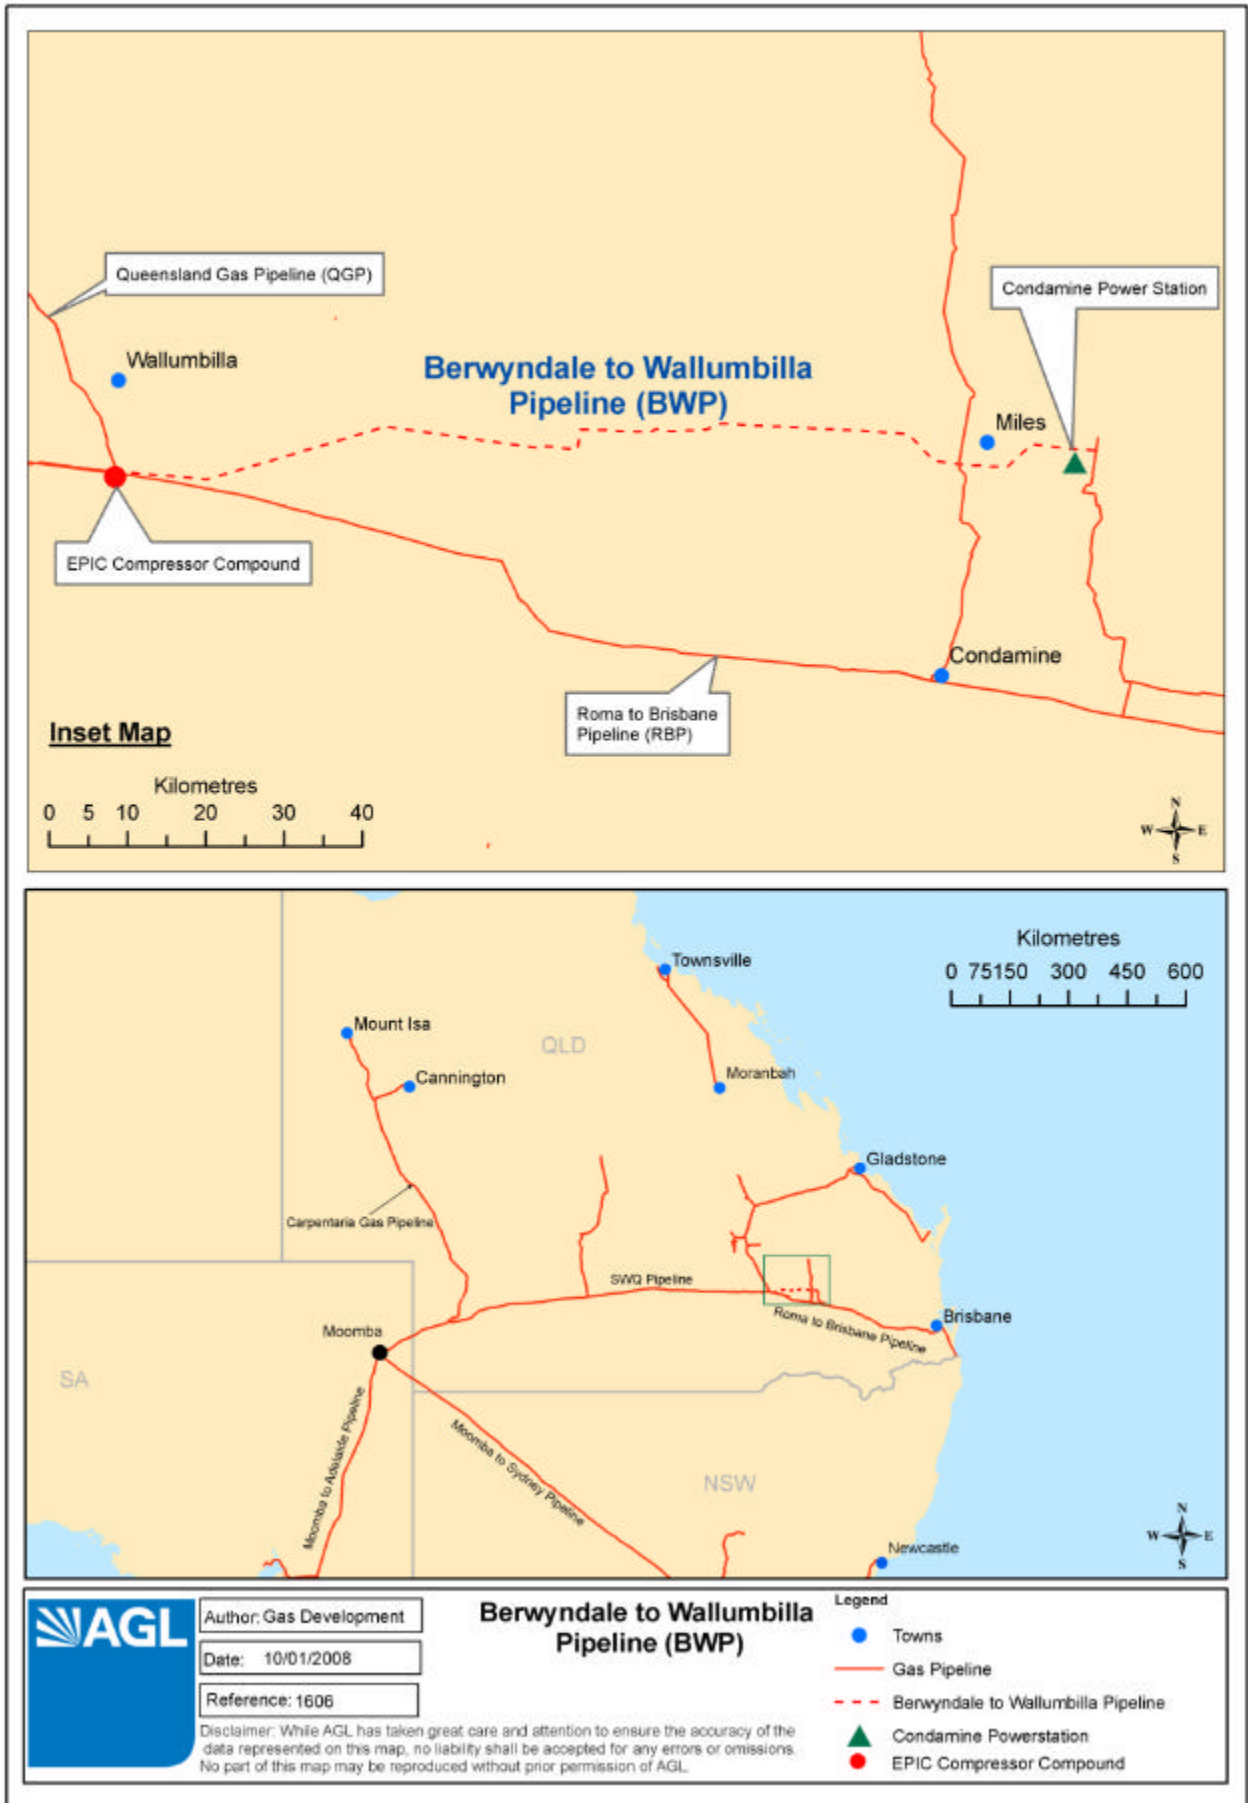 Queensland Gas Pipeline (QGP)
Condamine Power Station
Wallumbilla
Berwyndale to Wallumbilla
Pipeline (BWP)
Miles
EPIC Compressor Compound
Condamine
Roma to Brisbane
Pipeline (RBP)
Inset Map
Kilometres
0 5 10 20 30 40
N
W E
S
Kilometres
0 75150 300 450 600
Townsville
Mount Isa
QLD
Cannington
Moranbah
Gladstone
Carpentaria Gas Pipeline
SWQ Pipeline
Roma to Brisbane Pipeline
Brisbane
Moomba
SA
Moomba to Adelaide Pipeline
Moomba to Sydney Pipeline
NSW
Newcastle
N
W E
S
AGL
Author: Gas Development
Date: 10/01/2008
Reference: 1606
Berwyndale to Wallumbilla
Pipeline (BWP)
Disclaimer: While AGL has taken great care and attention to ensure the accuracy of the
data represented on this map, no liability shall be accepted for any errors or omissions.
No part of this map may be reproduced without prior permission of AGL.
Legend
Towns
Gas Pipeline
Berwyndale to Wallumbilla Pipeline
Condamine Powerstation
EPIC Compressor Compound